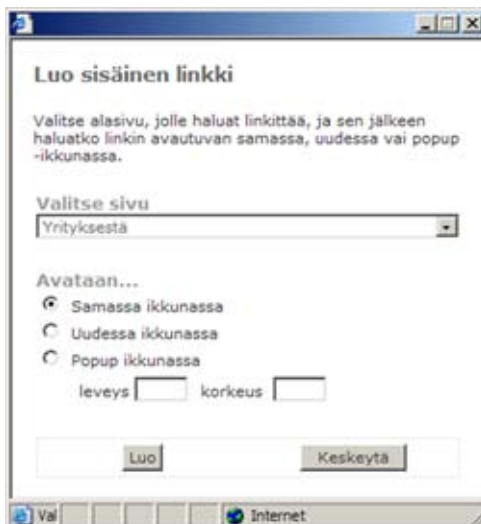 Luo sisäinen linkki
Valitse alasivu, jolle haluat linkittää, ja sen jälkeen
haluatko linkin avautuvan samassa, uudessa vai popup
-ikkunassa.
Valitse sivu
Yrityksestä
Avataan...
Samassa ikkunassa
Uudessa ikkunassa
Popup ikkunassa
leveys korkeus
Luo Keskeytä
Val Internet